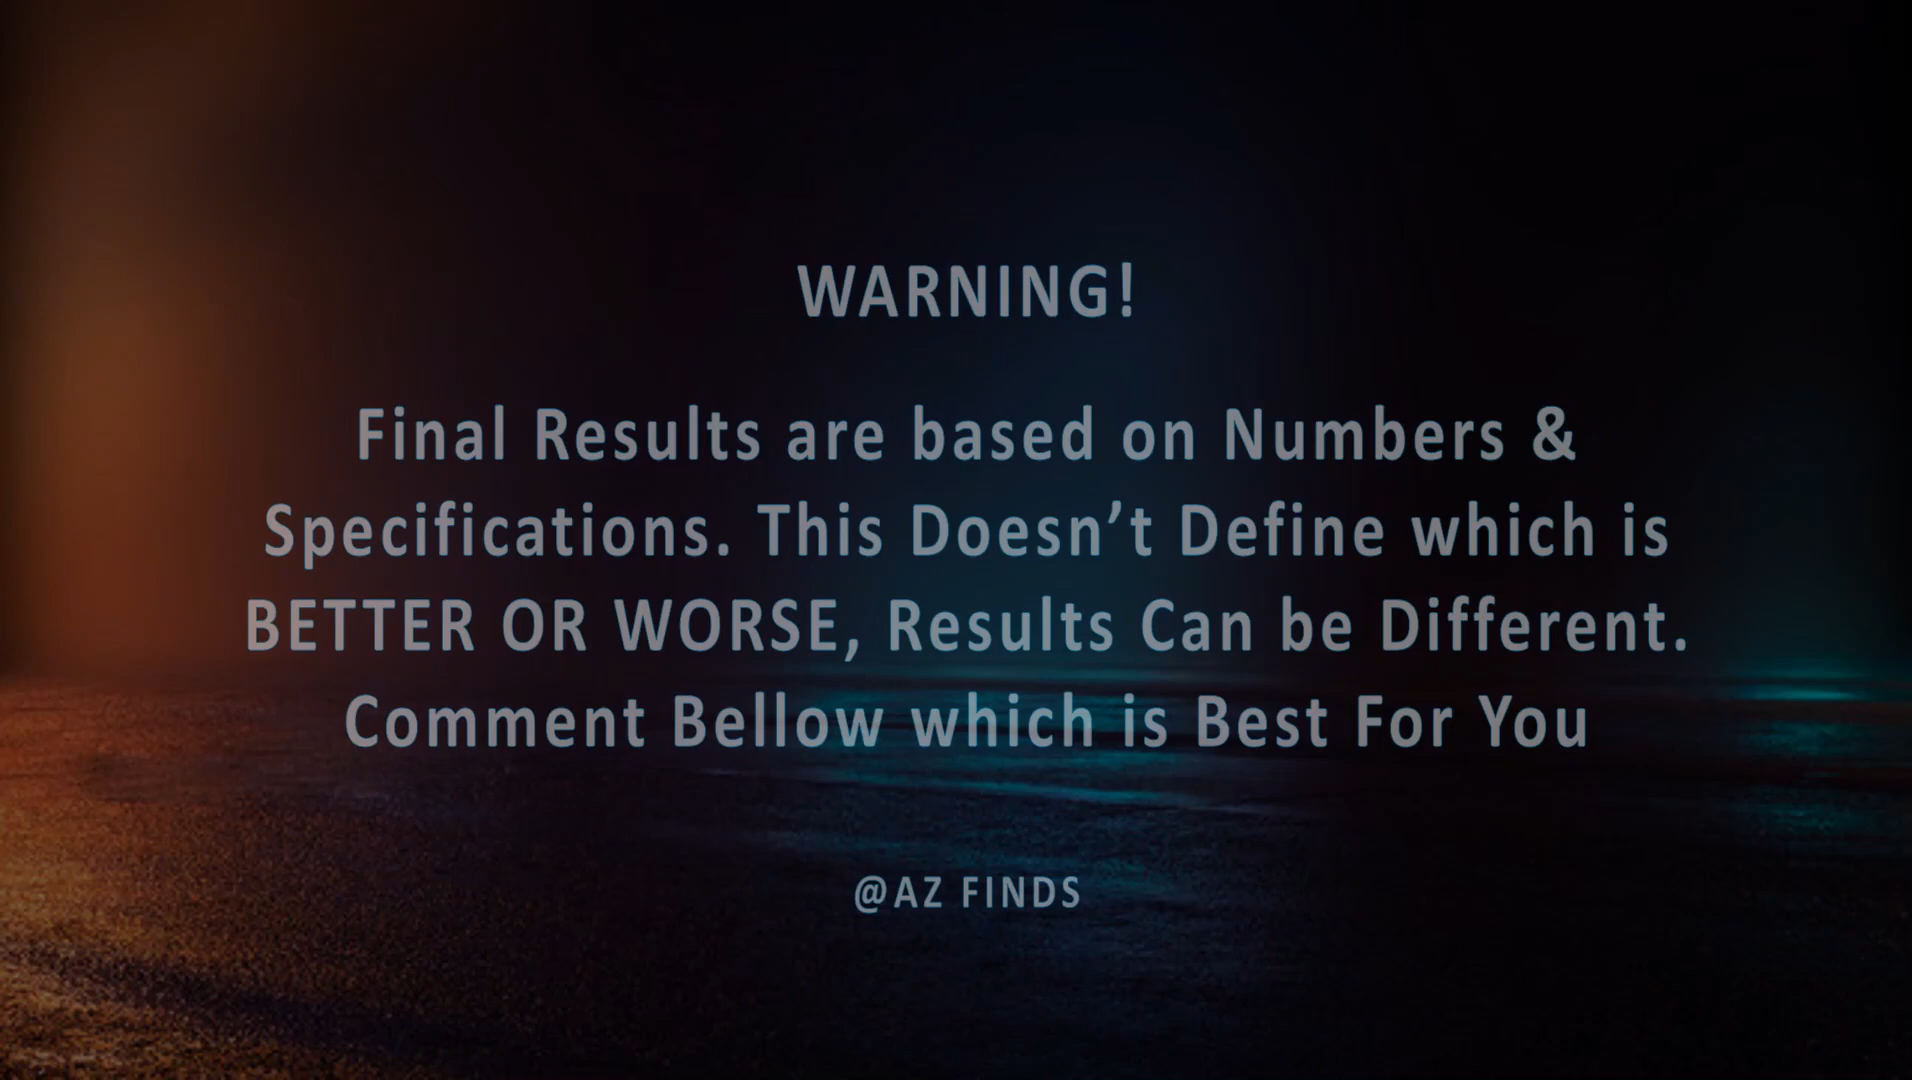 WARNING!
Final Results are based on Numbers &
Specifications. This Doesn’t Define which is
BETTER OR WORSE, Results Can be Different.
Comment Bellow which is Best For You
@AZ FINDS